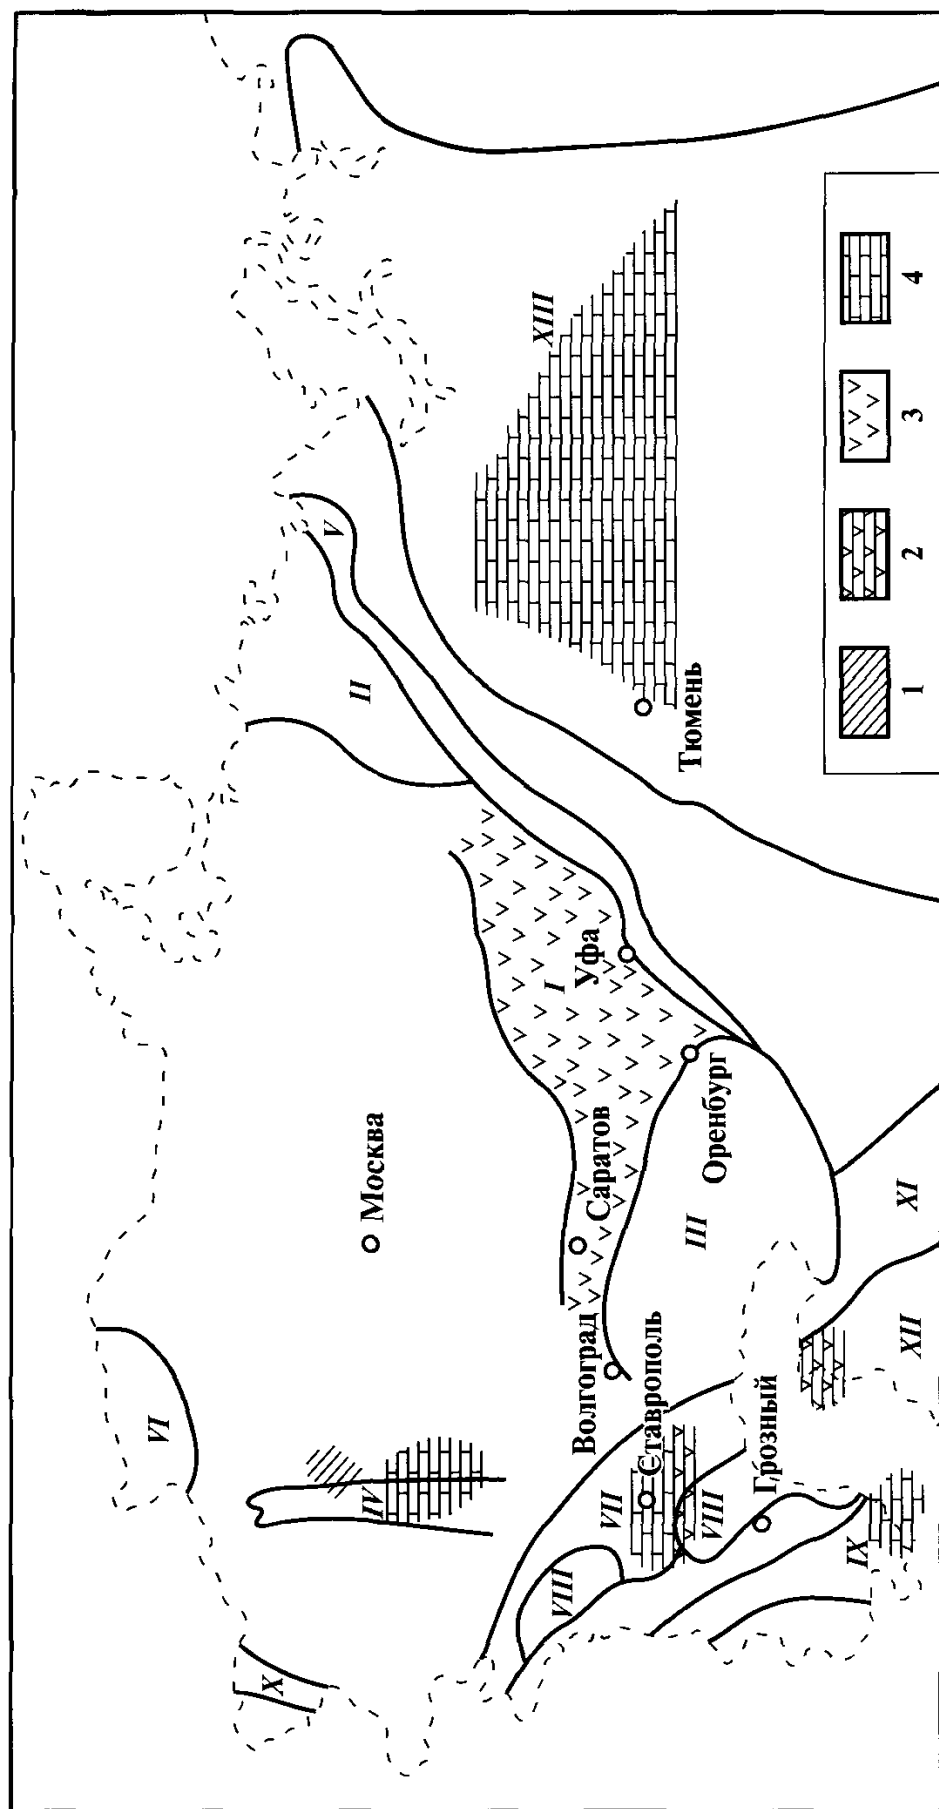 XIII
V
II
Тюмень
I
Уфа
Москва
Саратов
Оренбург
III
XI
VI
Волгоград
Ставрополь
Грозный
XII
IV
VII
VIII
VIII
IX
X
1
2
3
4